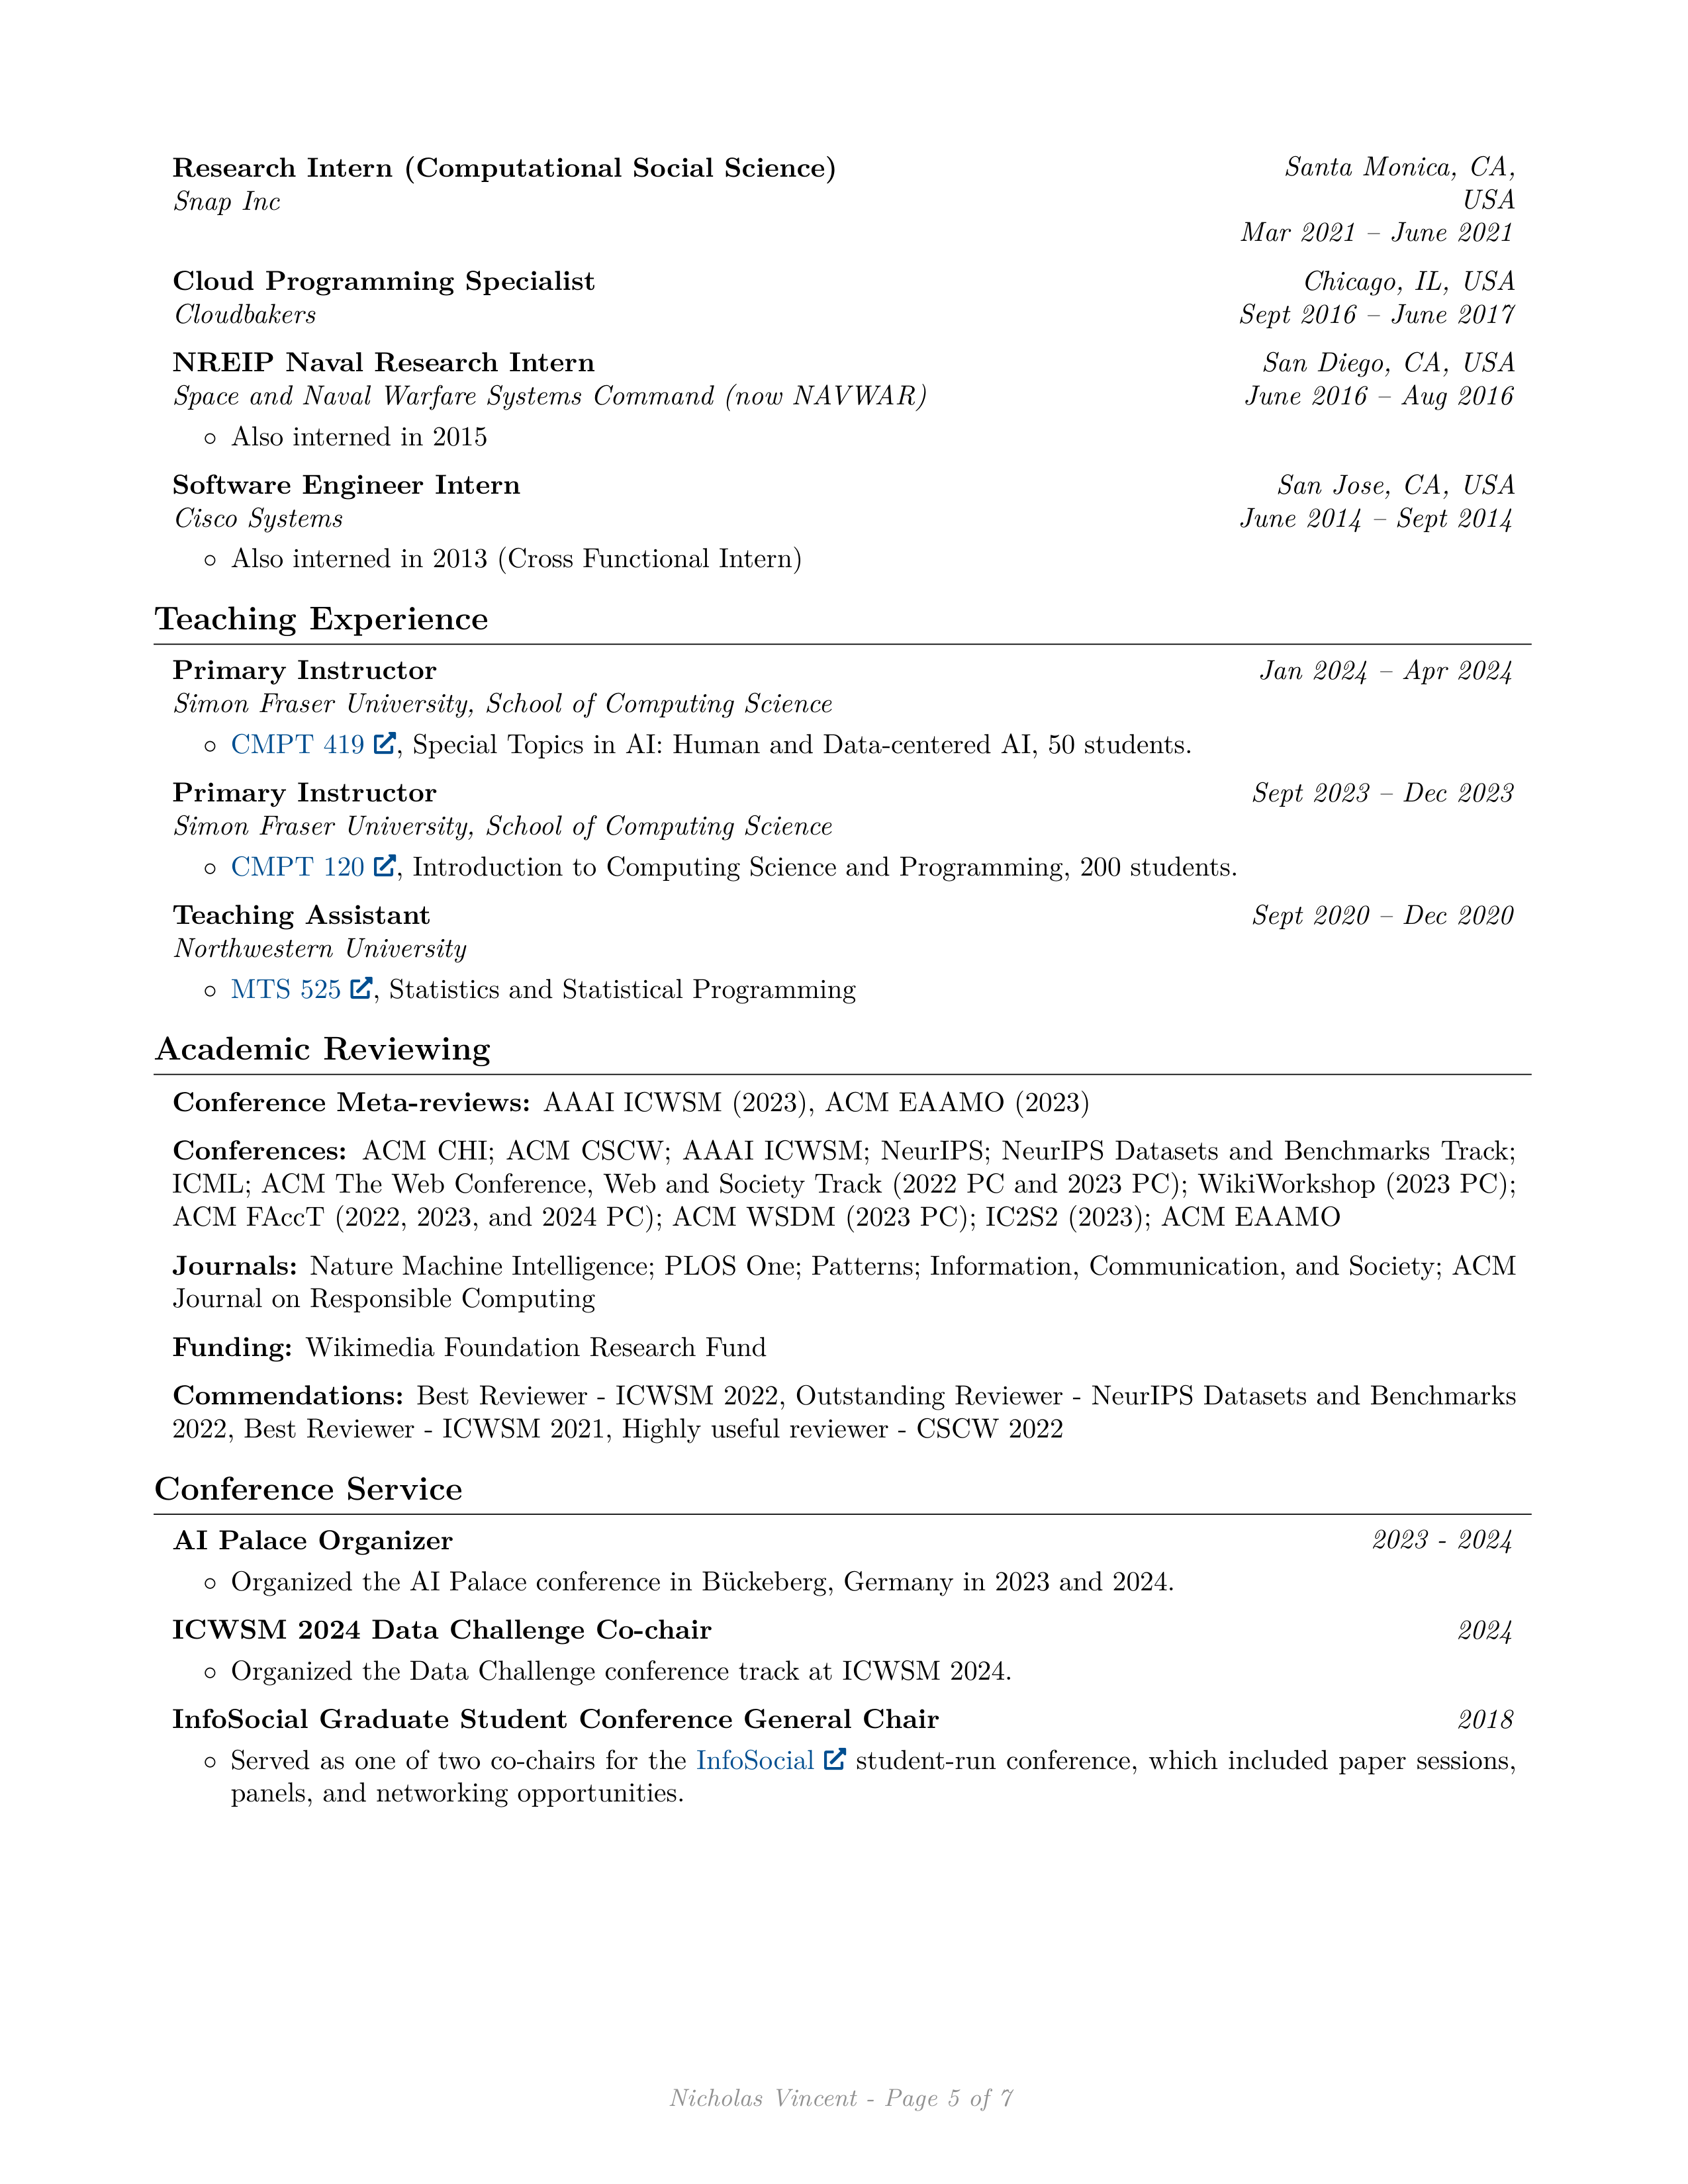 Research Intern (Computational Social Science) Santa Monica, CA,
Snap Inc USA
Mar 2021 – June 2021
Cloud Programming Specialist Chicago, IL, USA
Cloudbakers Sept 2016 – June 2017
NREIP Naval Research Intern San Diego, CA, USA
Space and Naval Warfare Systems Command (now NAVWAR) June 2016 – Aug 2016
◦ Also interned in 2015
Software Engineer Intern San Jose, CA, USA
Cisco Systems June 2014 – Sept 2014
◦ Also interned in 2013 (Cross Functional Intern)
Teaching Experience
Primary Instructor Jan 2024 – Apr 2024
Simon Fraser University, School of Computing Science
◦ CMPT 419, Special Topics in AI: Human and Data-centered AI, 50 students.
Primary Instructor Sept 2023 – Dec 2023
Simon Fraser University, School of Computing Science
◦ CMPT 120, Introduction to Computing Science and Programming, 200 students.
Teaching Assistant Sept 2020 – Dec 2020
Northwestern University
◦ MTS 525, Statistics and Statistical Programming
Academic Reviewing
Conference Meta-reviews: AAAI ICWSM (2023), ACM EAAMO (2023)
Conferences: ACM CHI; ACM CSCW; AAAI ICWSM; NeurIPS; NeurIPS Datasets and Benchmarks Track;
ICML; ACM The Web Conference, Web and Society Track (2022 PC and 2023 PC); WikiWorkshop (2023 PC);
ACM FAccT (2022, 2023, and 2024 PC); ACM WSDM (2023 PC); IC2S2 (2023); ACM EAAMO
Journals: Nature Machine Intelligence; PLOS One; Patterns; Information, Communication, and Society; ACM
Journal on Responsible Computing
Funding: Wikimedia Foundation Research Fund
Commendations: Best Reviewer - ICWSM 2022, Outstanding Reviewer - NeurIPS Datasets and Benchmarks
2022, Best Reviewer - ICWSM 2021, Highly useful reviewer - CSCW 2022
Conference Service
AI Palace Organizer 2023 - 2024
◦ Organized the AI Palace conference in Bückeberg, Germany in 2023 and 2024.
ICWSM 2024 Data Challenge Co-chair 2024
◦ Organized the Data Challenge conference track at ICWSM 2024.
InfoSocial Graduate Student Conference General Chair 2018
◦ Served as one of two co-chairs for the InfoSocial student-run conference, which included paper sessions,
panels, and networking opportunities.
Nicholas Vincent - Page 5 of 7